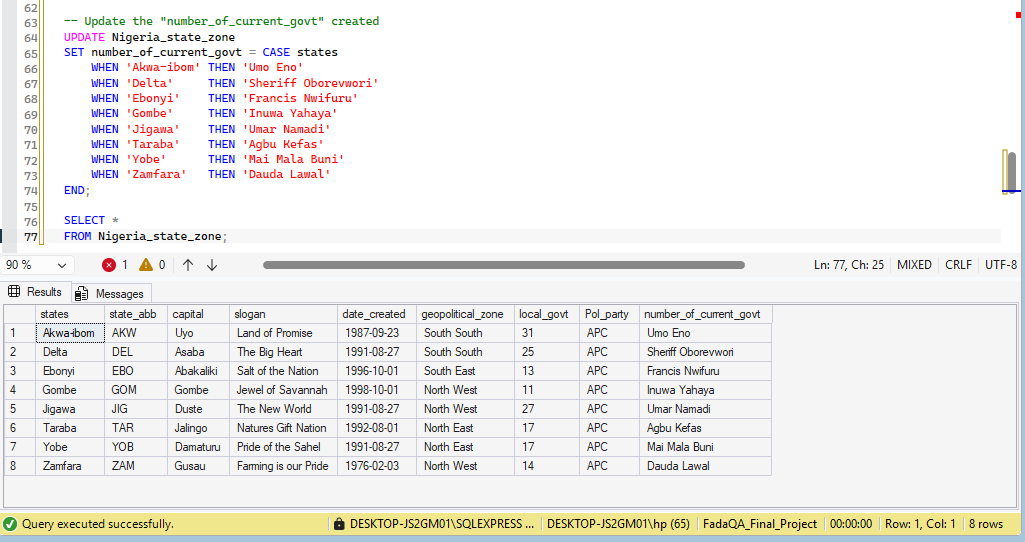 62
63 -- Update the "number_of_current_govt" created
64 UPDATE Nigeria_state_zone
65 SET number_of_current_govt = CASE states
66 WHEN 'Akwa-ibom' THEN 'Umo Eno'
67 WHEN 'Delta' THEN 'Sheriff Oborevwori'
68 WHEN 'Ebonyi' THEN 'Francis Nwifuru'
69 WHEN 'Gombe' THEN 'Inuwa Yahaya'
70 WHEN 'Jigawa' THEN 'Umar Namadi'
71 WHEN 'Taraba' THEN 'Agbu Kefas'
72 WHEN 'Yobe' THEN 'Mai Mala Buni'
73 WHEN 'Zamfara' THEN 'Dauda Lawal'
74 END;
75
76 SELECT *
77 FROM Nigeria_state_zone;
90 % 1 0 Ln: 77, Ch: 25 MIXED CRLF UTF-8
Results Messages
states state_abb capital slogan date_created geopolitical_zone local_govt Pol_party number_of_current_govt
1 Akwa-ibom AKW Uyo Land of Promise 1987-09-23 South South 31 APC Umo Eno
2 Delta DEL Asaba The Big Heart 1991-08-27 South South 25 APC Sheriff Oborevwori
3 Ebonyi EBO Abakaliki Salt of the Nation 1996-10-01 South East 13 APC Francis Nwifuru
4 Gombe GOM Gombe Jewel of Savannah 1998-10-01 North West 11 APC Inuwa Yahaya
5 Jigawa JIG Duste The New World 1991-08-27 North West 27 APC Umar Namadi
6 Taraba TAR Jalingo Natures Gift Nation 1992-08-01 North East 17 APC Agbu Kefas
7 Yobe YOB Damaturu Pride of the Sahel 1991-08-27 North East 17 APC Mai Mala Buni
8 Zamfara ZAM Gusau Farming is our Pride 1976-02-03 North West 14 APC Dauda Lawal
Query executed successfully. DESKTOP-JS2GM01\SQLEXPRESS ... DESKTOP-JS2GM01\hp (65) FadaQA_Final_Project 00:00:00 Row: 1, Col: 1 8 rows